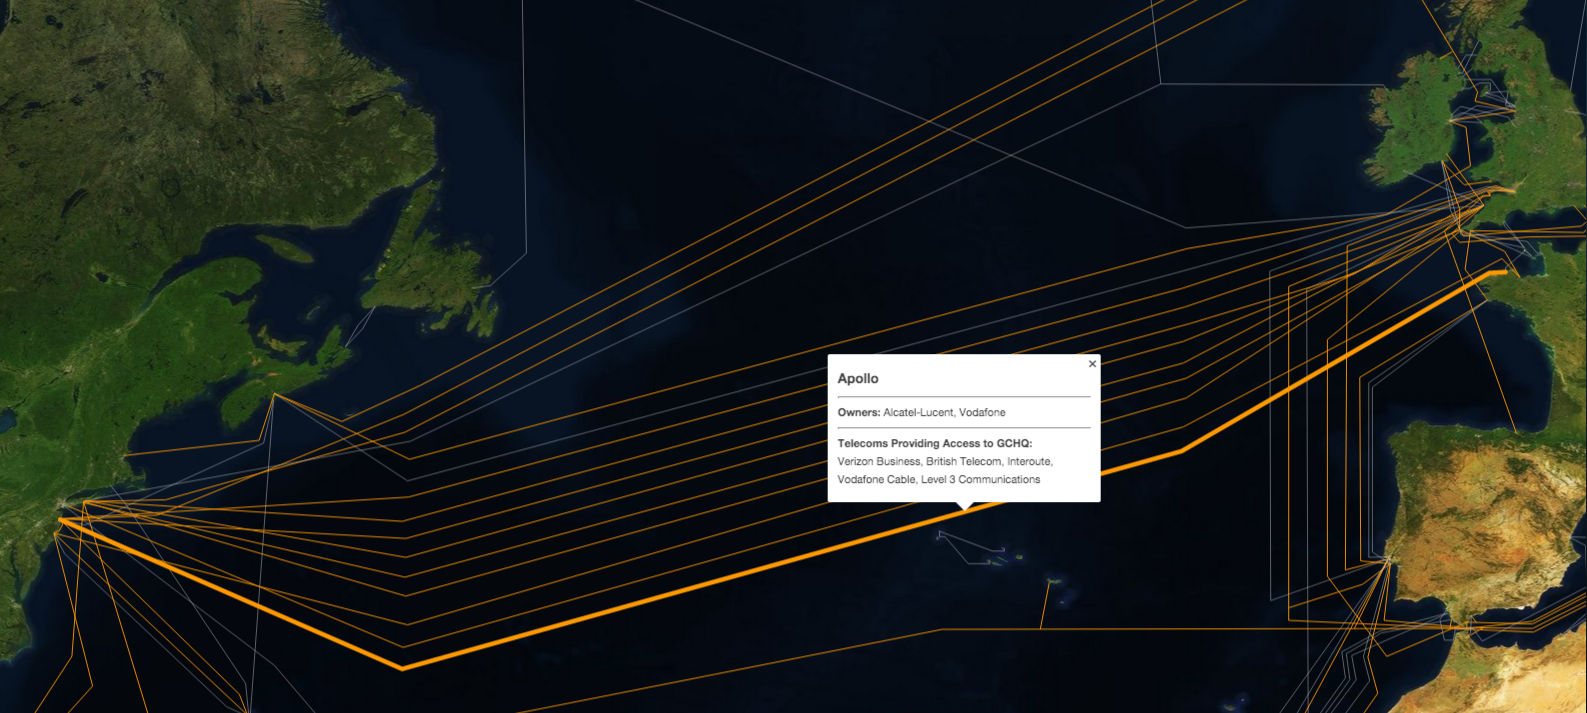 ×
Apollo
Owners: Alcatel-Lucent, Vodafone
Telecoms Providing Access to GCHQ:
Verizon Business, British Telecom, Interoute,
Vodafone Cable, Level 3 Communications